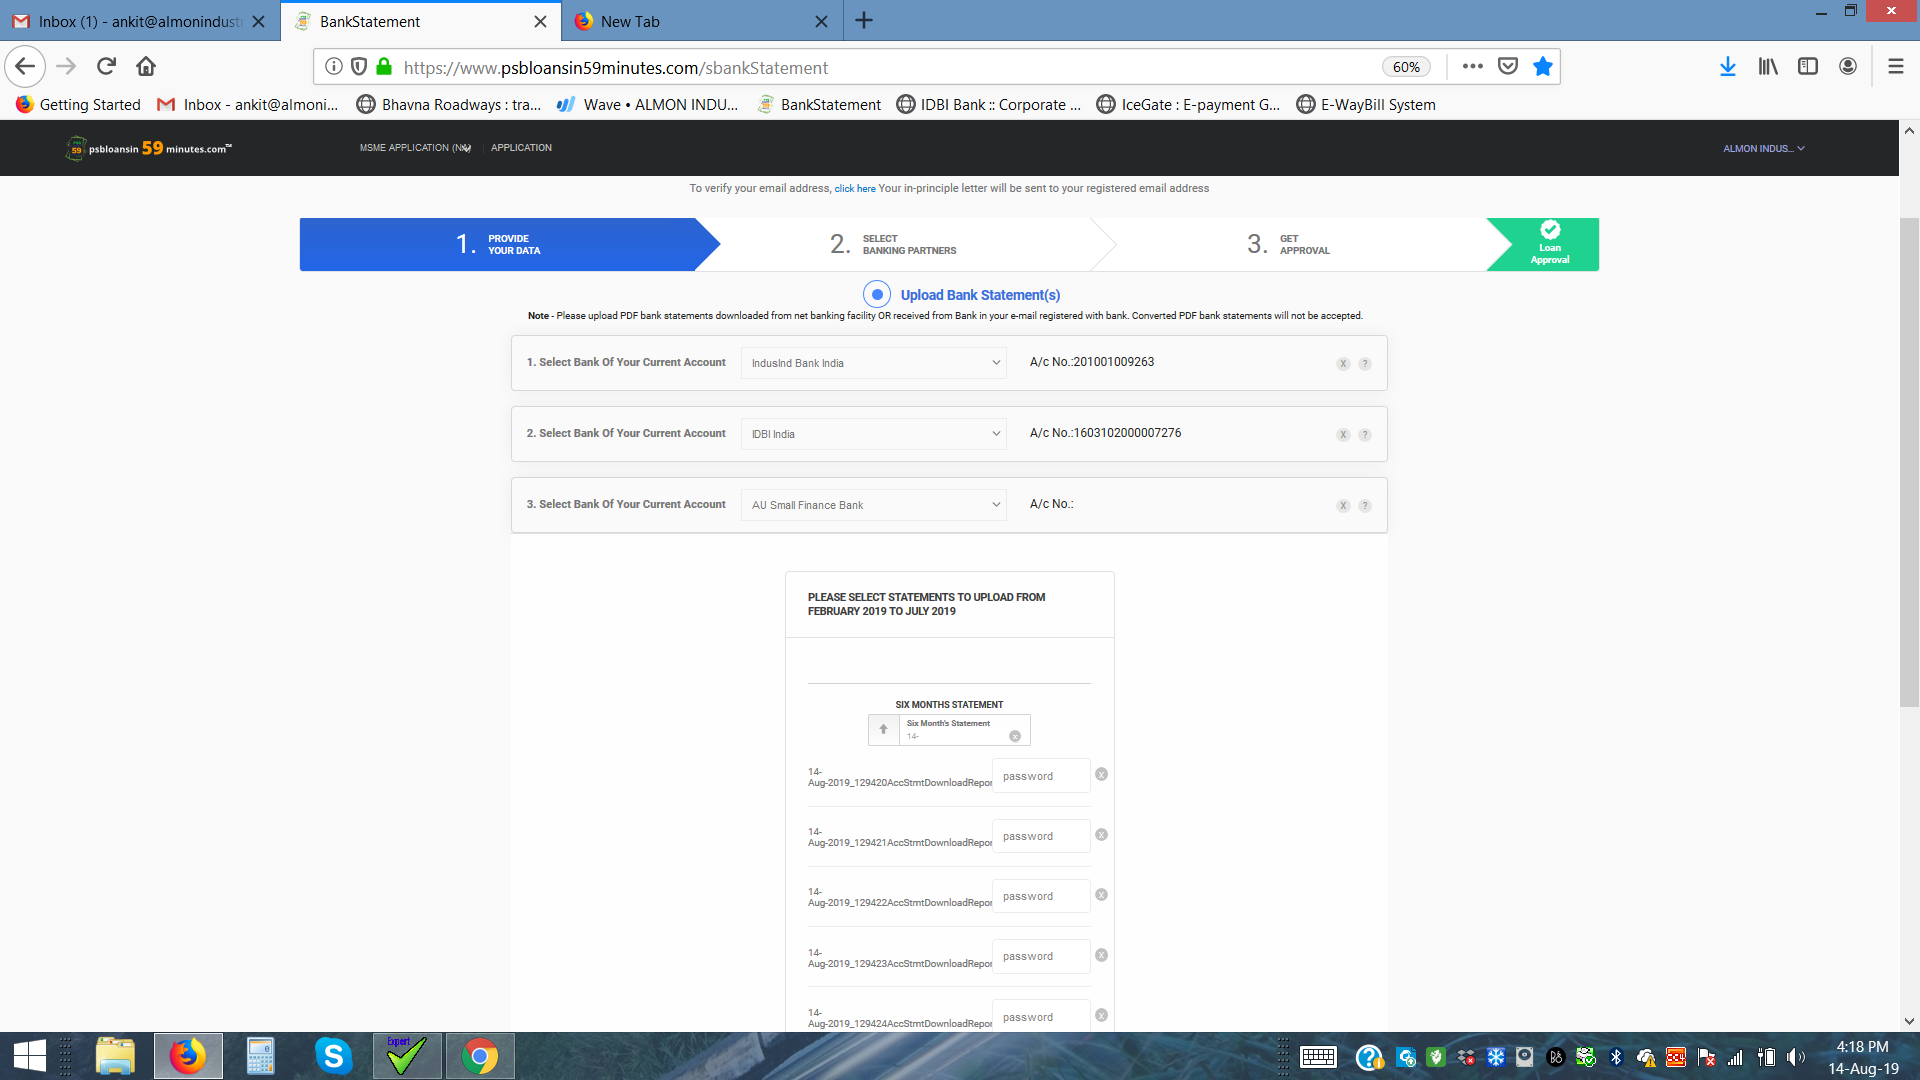 Inbox (1) - ankit@almonindust
BankStatement
New Tab
https://www.psbloansin59minutes.com/sbankStatement
60%
Getting Started
Inbox - ankit@almoni...
Bhavna Roadways : tra...
Wave • ALMON INDU...
BankStatement
IDBI Bank :: Corporate ...
IceGate : E-payment G...
E-WayBill System
psbloansin 59 minutes.com™
MSME APPLICATION (NA)
APPLICATION
ALMON INDUS...
To verify your email address, click here Your in-principle letter will be sent to your registered email address
1. PROVIDE
YOUR DATA
2. SELECT
BANKING PARTNERS
3. GET
APPROVAL
Loan
Approval
Upload Bank Statement(s)
Note - Please upload PDF bank statements downloaded from net banking facility OR received from Bank in your e-mail registered with bank. Converted PDF bank statements will not be accepted.
1. Select Bank Of Your Current Account
IndusInd Bank India
A/c No.:201001009263
X ?
2. Select Bank Of Your Current Account
IDBI India
A/c No.:1603102000007276
X ?
3. Select Bank Of Your Current Account
AU Small Finance Bank
A/c No.:
X ?
PLEASE SELECT STATEMENTS TO UPLOAD FROM
FEBRUARY 2019 TO JULY 2019
SIX MONTHS STATEMENT
Six Month's Statement
14-
x
14-
Aug-2019_129420AccStmtDownloadRepor
password
x
14-
Aug-2019_129421AccStmtDownloadRepor
password
x
14-
Aug-2019_129422AccStmtDownloadRepor
password
x
14-
Aug-2019_129423AccStmtDownloadRepor
password
x
14-
Aug-2019_129424AccStmtDownloadRepor
password
x
Expert
4:18 PM
14-Aug-19